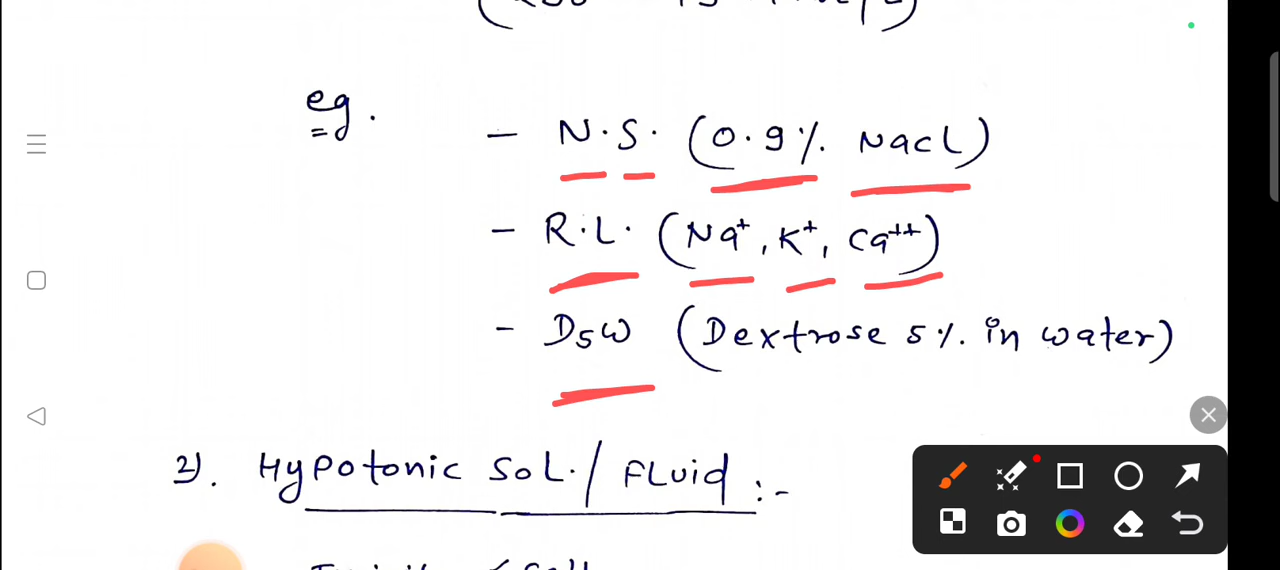 eg.
- N.S. (0.9% Nacl)
- R.L. (Na⁺, K⁺, Ca⁺⁺)
- D₅W (Dextrose 5% in water)
2). Hypotonic Sol./ Fluid :-